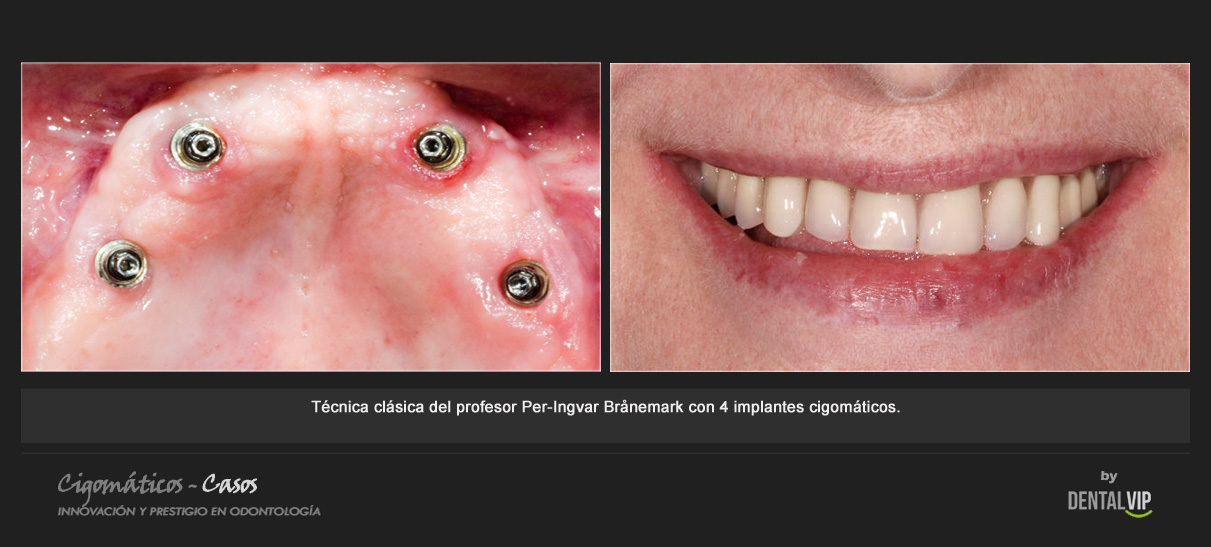 Técnica clásica del profesor Per-Ingvar Brånemark con 4 implantes cigomáticos.
Cigomáticos - Casos
INNOVACIÓN Y PRESTIGIO EN ODONTOLOGÍA
by
DENTALVIP